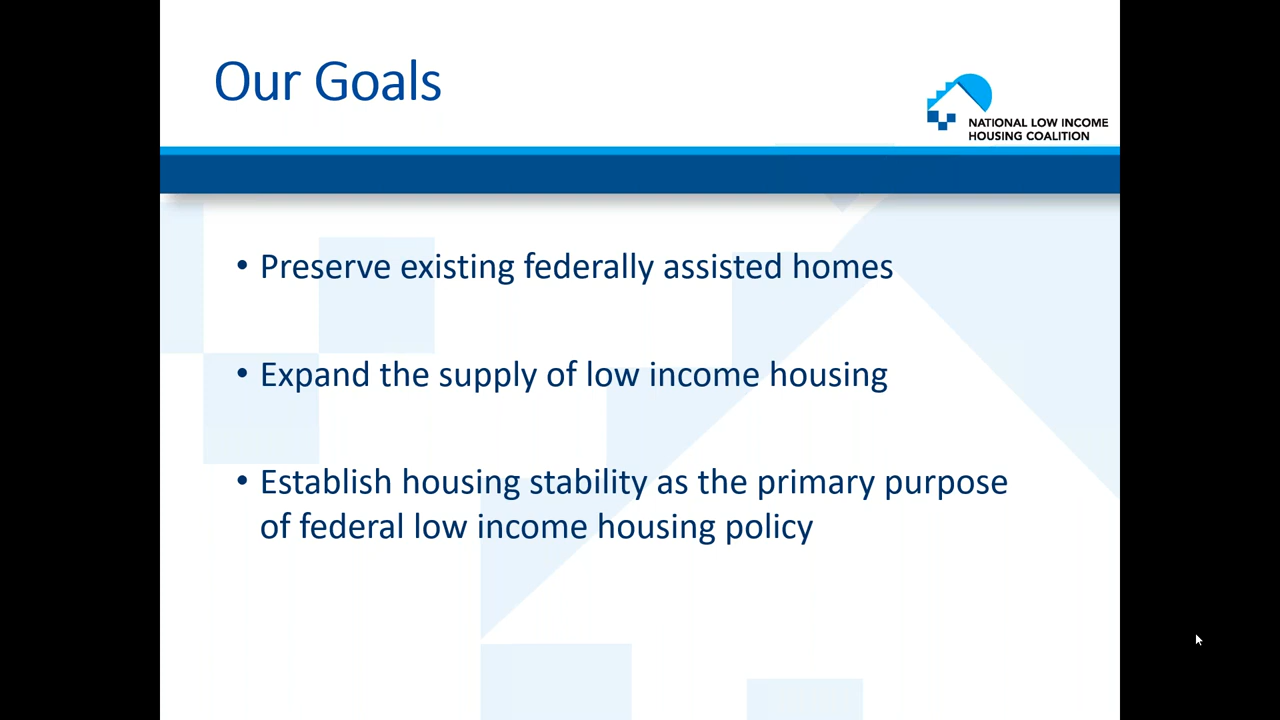 Our Goals
NATIONAL LOW INCOME
HOUSING COALITION
• Preserve existing federally assisted homes
• Expand the supply of low income housing
• Establish housing stability as the primary purpose
of federal low income housing policy